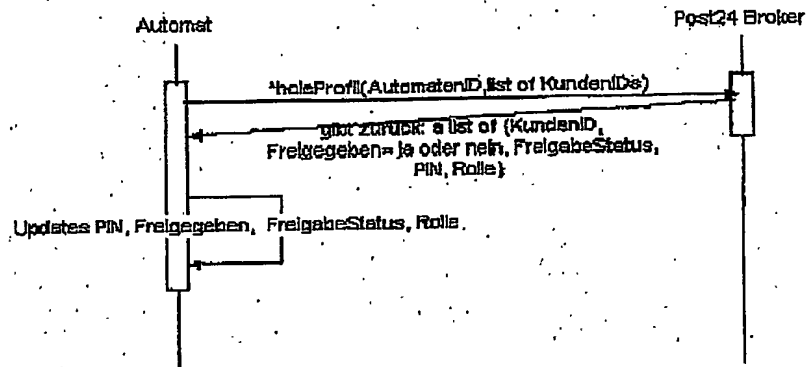 Automat
Post24 Broker
*holeProfil(AutomatenID,list of KundenIDs)
gibt zurück: a list of {KundenID,
Freigegeben= ja oder nein, FreigabeStatus,
PIN, Rolle}
Updates PIN, Freigegeben, FreigabeStatus, Rolle.